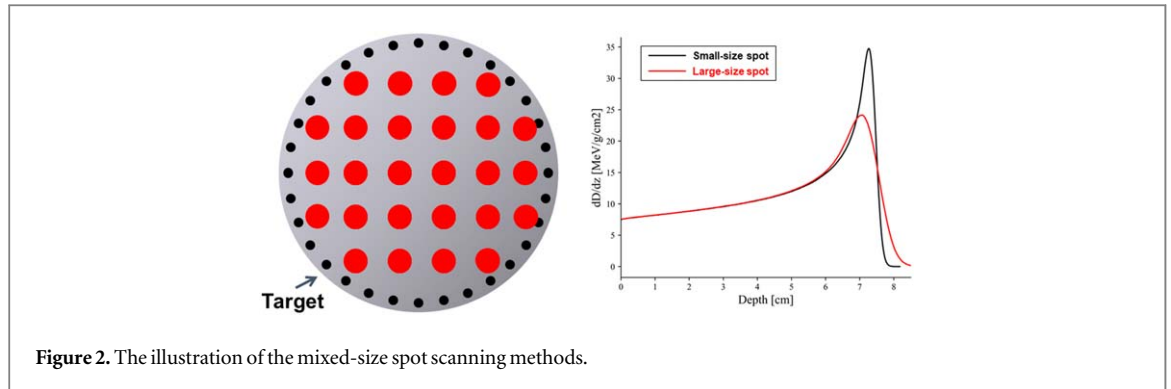 Target
Small-size spot
Large-size spot
35
30
25
20
15
10
5
0
dD/dz [MeV/g/cm2]
0 1 2 3 4 5 6 7 8
Depth [cm]
Figure 2. The illustration of the mixed-size spot scanning methods.